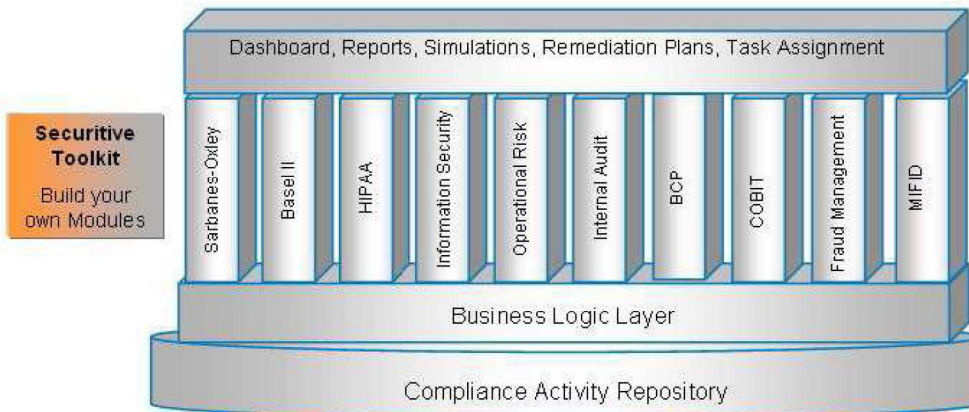 Dashboard, Reports, Simulations, Remediation Plans, Task Assignment
Securitive
Toolkit
Build your
own Modules
Sarbanes-Oxley
Basel II
HIPAA
Information Security
Operational Risk
Internal Audit
BCP
COBIT
Fraud Management
MIFID
Business Logic Layer
Compliance Activity Repository